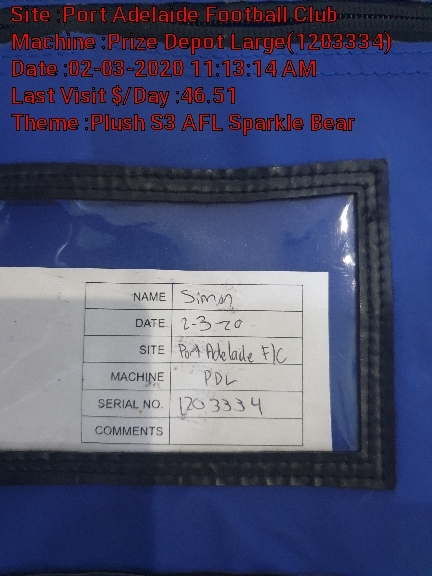 Site :Port Adelaide Football Club
Machine :Prize Depot Large(1203334)
Date :02-03-2020 11:13:14 AM
Last Visit $/Day :46.51
Theme :Plush S3 AFL Sparkle Bear
NAME Simon
DATE 2-3-20
SITE Port Adelaide F/C
MACHINE PDL
SERIAL NO. 1203334
COMMENTS